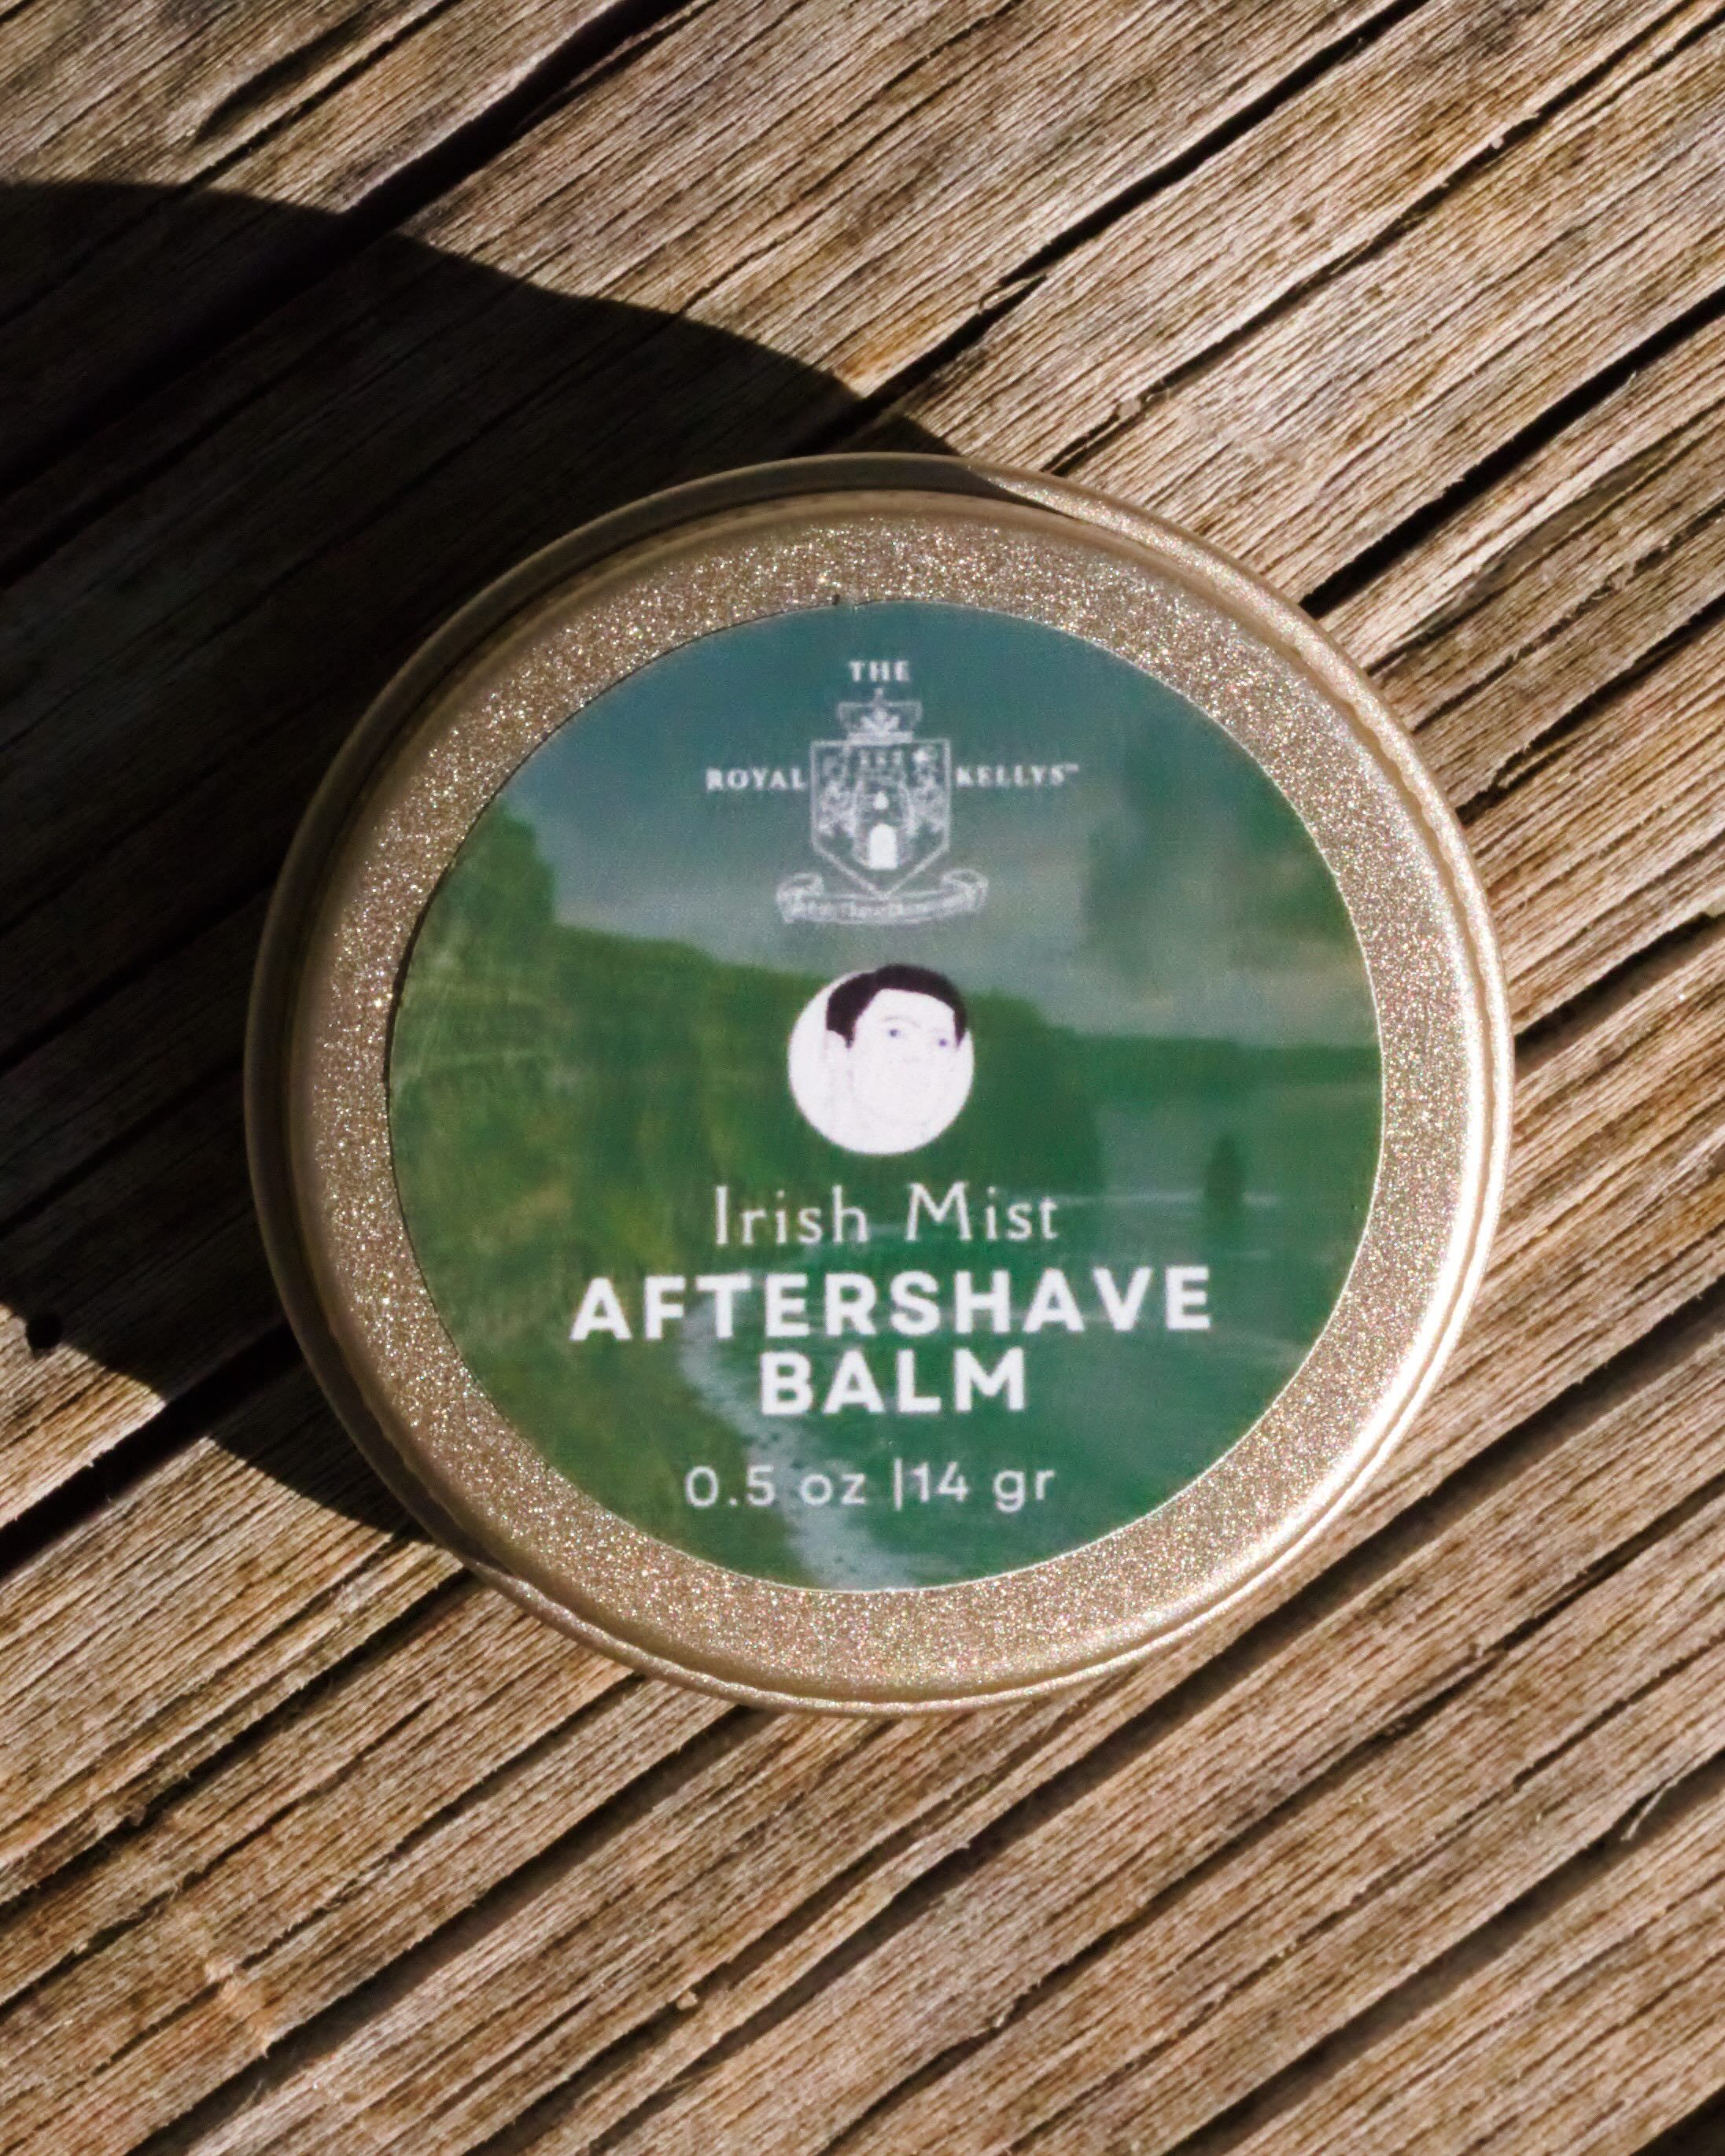 THE
ROYAL KELLYS™
Irish Mist
AFTERSHAVE
BALM
0.5 oz |14 gr